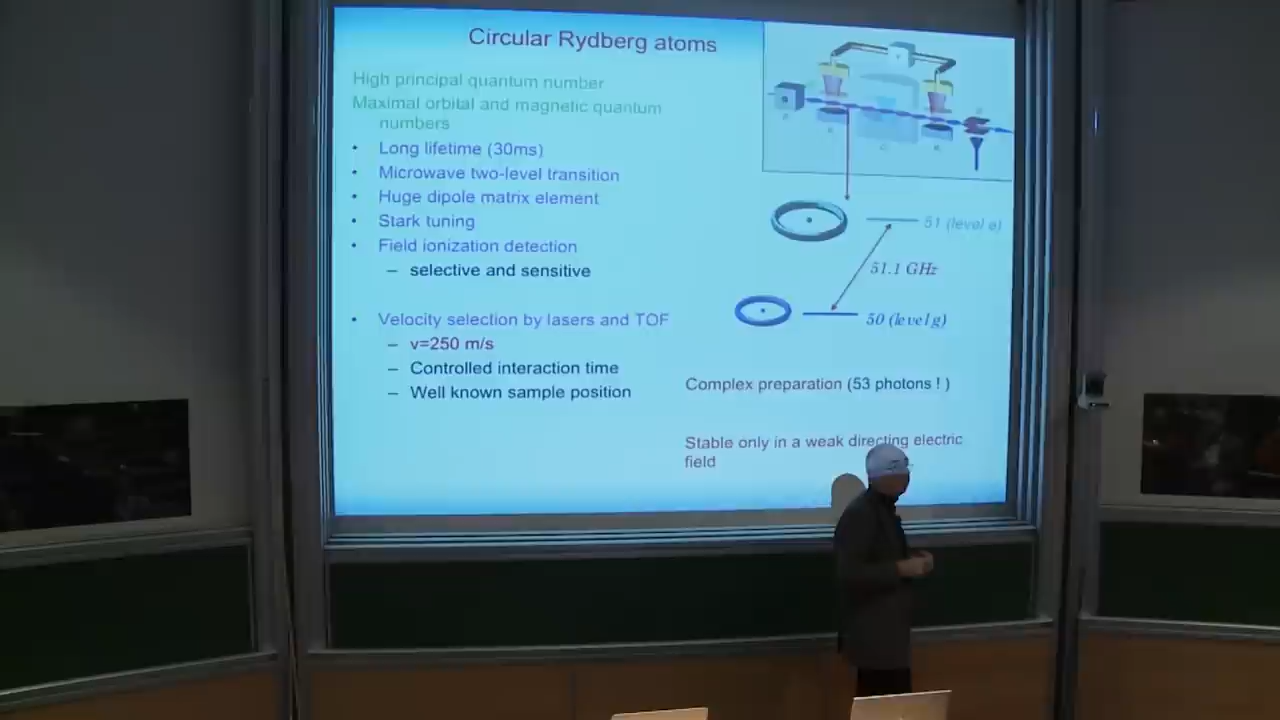 Circular Rydberg atoms
High principal quantum number
Maximal orbital and magnetic quantum
numbers
• Long lifetime (30ms)
• Microwave two-level transition
• Huge dipole matrix element
• Stark tuning
• Field ionization detection
– selective and sensitive
• Velocity selection by lasers and TOF
– v=250 m/s
– Controlled interaction time
– Well known sample position
51 (level e)
51.1 GHz
50 (level g)
Complex preparation (53 photons ! )
Stable only in a weak directing electric
field